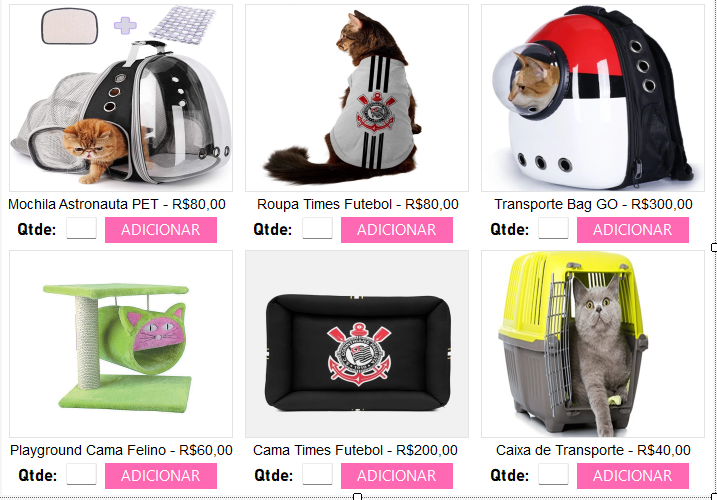 Mochila Astronauta PET - R$80,00
Roupa Times Futebol - R$80,00
Transporte Bag GO - R$300,00
Qtde: ADICIONAR
Qtde: ADICIONAR
Qtde: ADICIONAR
Playground Cama Felino - R$60,00
Cama Times Futebol - R$200,00
Caixa de Transporte - R$40,00
Qtde: ADICIONAR
Qtde: ADICIONAR
Qtde: ADICIONAR